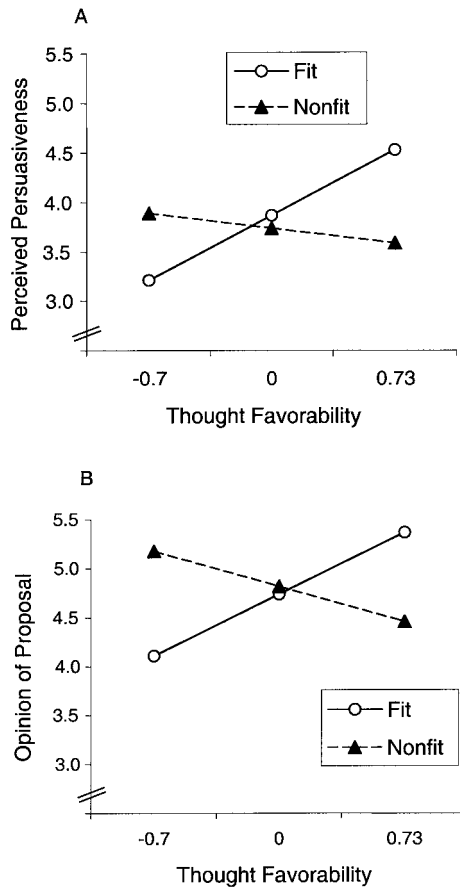 A
Fit
Nonfit
5.5
5.0
4.5
4.0
3.5
3.0
Perceived Persuasiveness
-0.7 0 0.73
Thought Favorability
B
5.5
5.0
4.5
4.0
3.5
3.0
Opinion of Proposal
Fit
Nonfit
-0.7 0 0.73
Thought Favorability